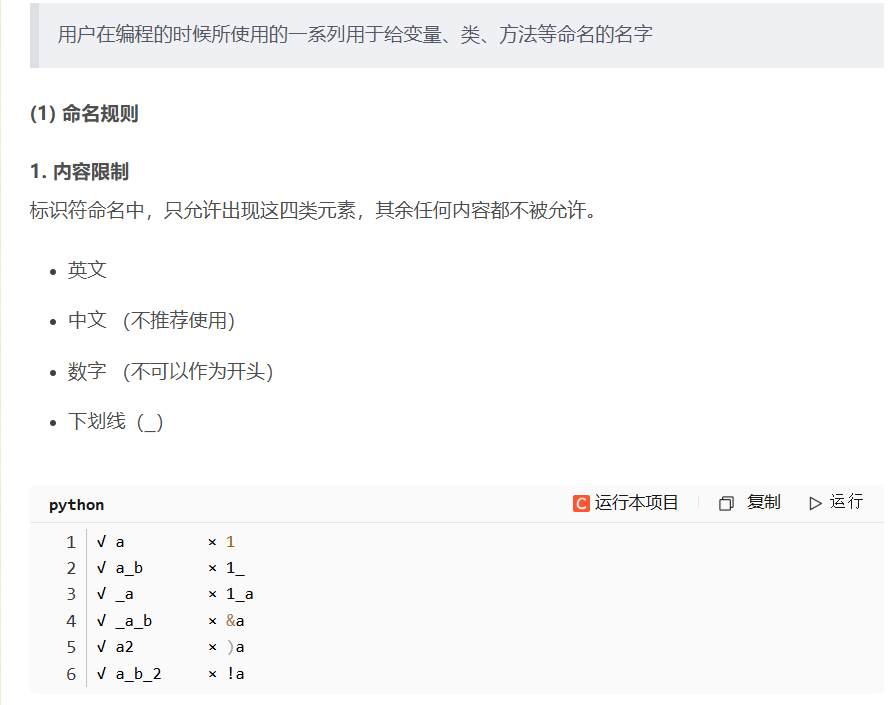 用户在编程的时候所使用的一系列用于给变量、类、方法等命名的名字
(1) 命名规则
1. 内容限制
标识符命名中，只允许出现这四类元素，其余任何内容都不被允许。
• 英文
• 中文 （不推荐使用）
• 数字 （不可以作为开头）
• 下划线（_）
python C 运行本项目 复制 运行
1 √ a × 1
2 √ a_b × 1_
3 √ _a × 1_a
4 √ _a_b × &a
5 √ a2 × )a
6 √ a_b_2 × !a